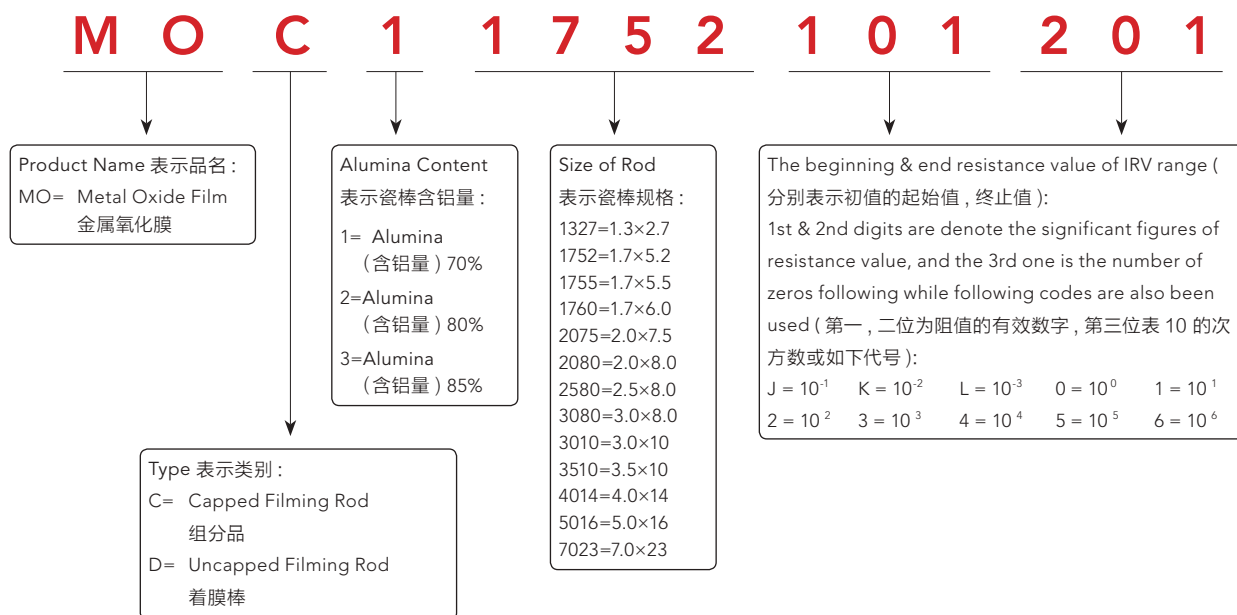 M O C 1 1 7 5 2 1 0 1 2 0 1
Product Name 表示品名 :
MO= Metal Oxide Film
金属氧化膜
Type 表示类别 :
C= Capped Filming Rod
组分品
D= Uncapped Filming Rod
着膜棒
Alumina Content
表示瓷棒含铝量 :
1= Alumina
( 含铝量 ) 70%
2=Alumina
( 含铝量 ) 80%
3=Alumina
( 含铝量 ) 85%
Size of Rod
表示瓷棒规格 :
1327=1.3×2.7
1752=1.7×5.2
1755=1.7×5.5
1760=1.7×6.0
2075=2.0×7.5
2080=2.0×8.0
2580=2.5×8.0
3080=3.0×8.0
3010=3.0×10
3510=3.5×10
4014=4.0×14
5016=5.0×16
7023=7.0×23
The beginning & end resistance value of IRV range (
分别表示初值的起始值 , 终止值 ):
1st & 2nd digits are denote the significant figures of
resistance value, and the 3rd one is the number of
zeros following while following codes are also been
used ( 第一 , 二位为阻值的有效数字 , 第三位表 10 的次
方数或如下代号 ):
J = 10⁻¹ K = 10⁻² L = 10⁻³ 0 = 10⁰ 1 = 10¹
2 = 10² 3 = 10³ 4 = 10⁴ 5 = 10⁵ 6 = 10⁶